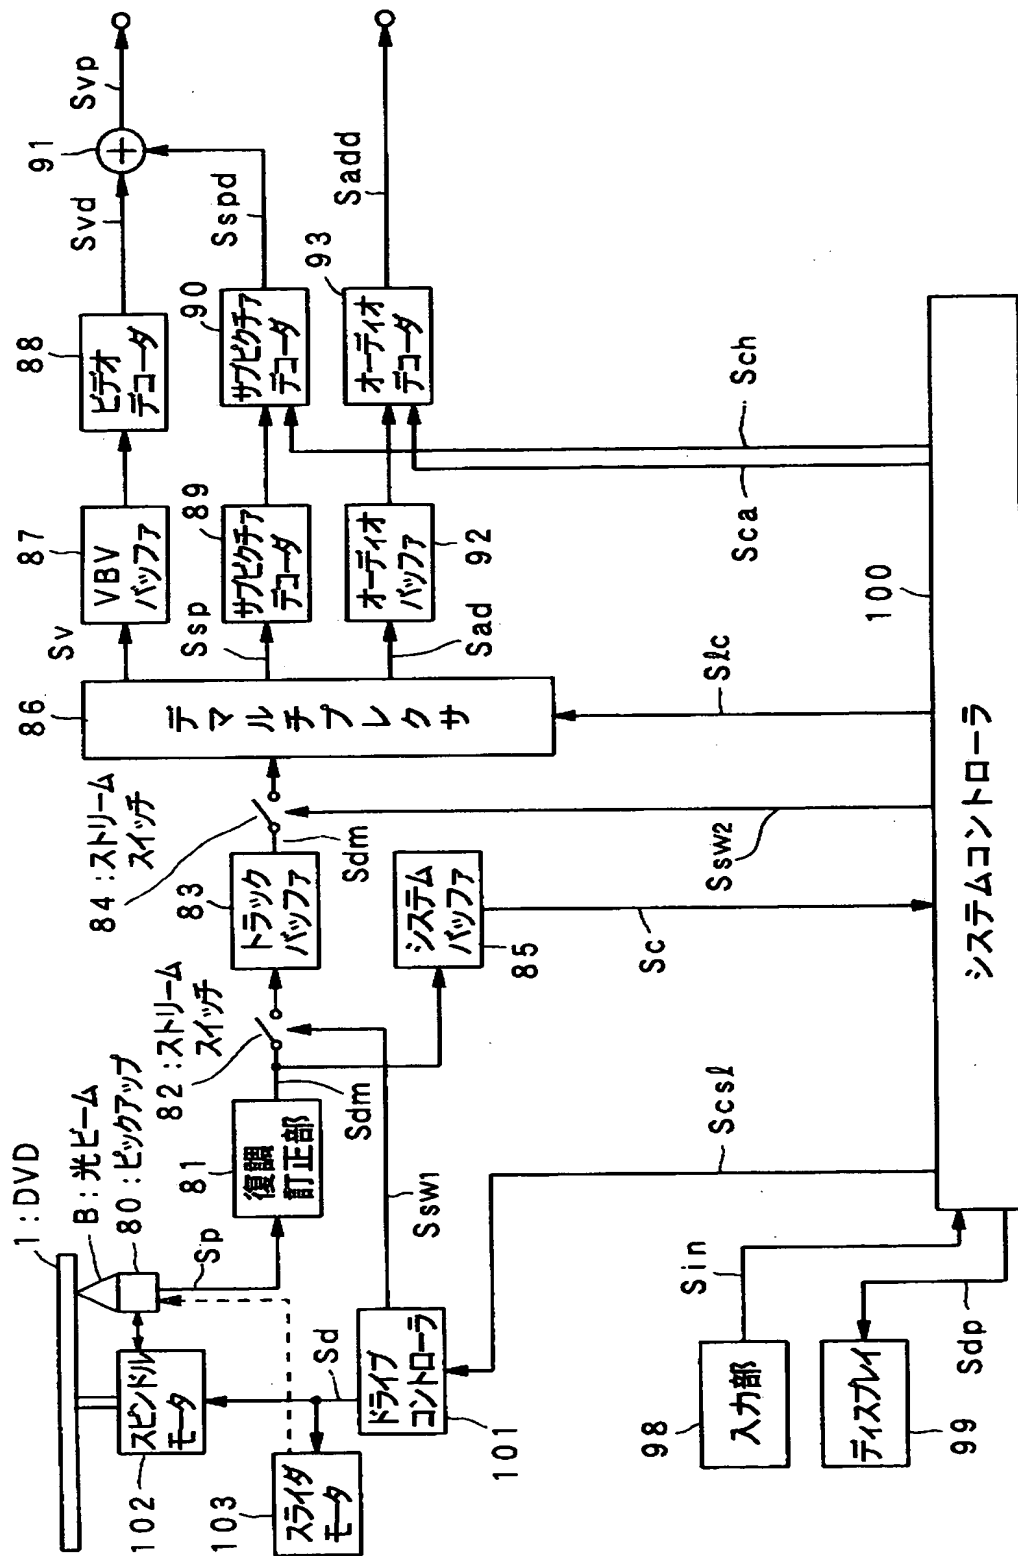 1:DVD
B:光ビーム
80:ピックアップ
Sp
102
スピンドル
モータ
103
スライダ
モータ
Sd
ドライブ
コントローラ
101
81
復調
訂正部
Sdm
82:ストリーム
スイッチ
Ssw1
83
トラック
バッファ
84:ストリーム
スイッチ
Sdm
システム
バッファ
85
Sc
Ssw2
86
デマルチプレクサ
Slc
Sv
87
VBV
バッファ
88
ビデオ
デコーダ
Svd
91
+
Svp
Ssp
89
サブピクチァ
デコーダ
90
サブピクチァ
デコーダ
Sspd
Sad
オーディオ
バッファ
92
93
オーディオ
デコーダ
Sadd
Sca
Sch
Scsl
98
入力部
Sin
ディスプレイ
99
Sdp
システムコントローラ
100